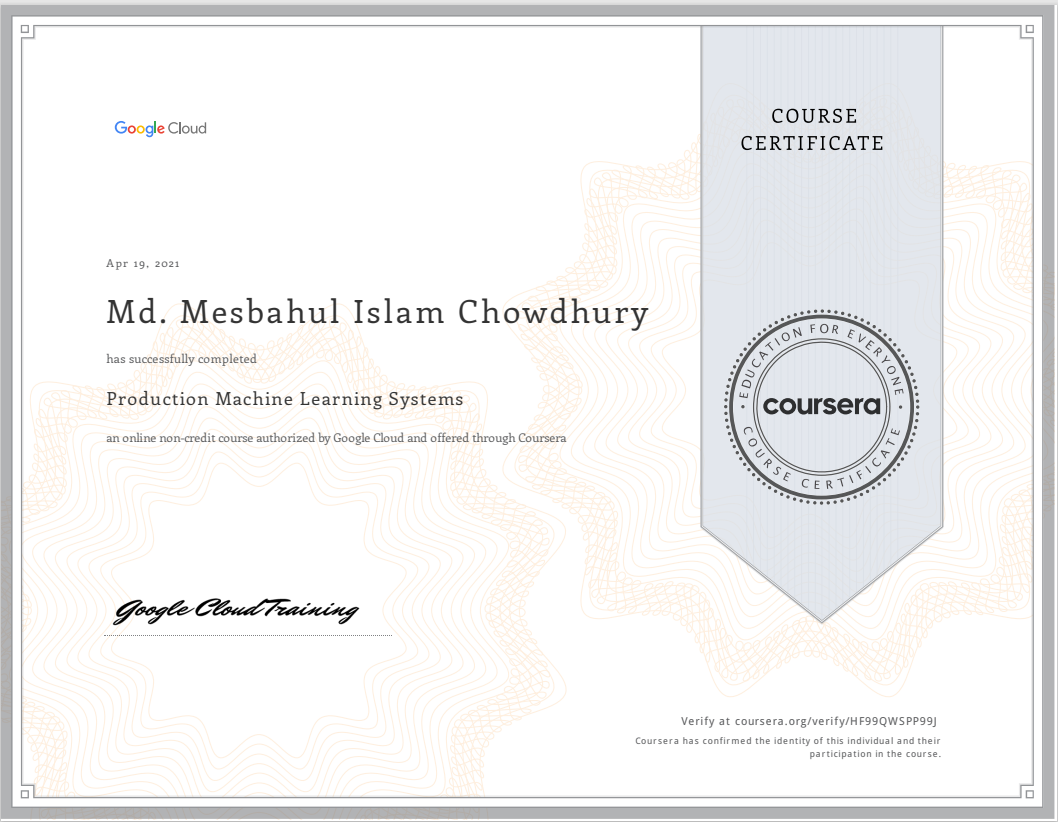 Google Cloud
COURSE
CERTIFICATE
Apr 19, 2021
Md. Mesbahul Islam Chowdhury
has successfully completed
Production Machine Learning Systems
an online non-credit course authorized by Google Cloud and offered through Coursera
EDUCATION FOR EVERYONE
coursera
COURSE CERTIFICATE
Google Cloud Training
Verify at coursera.org/verify/HF99QWSPP99J
Coursera has confirmed the identity of this individual and their
participation in the course.